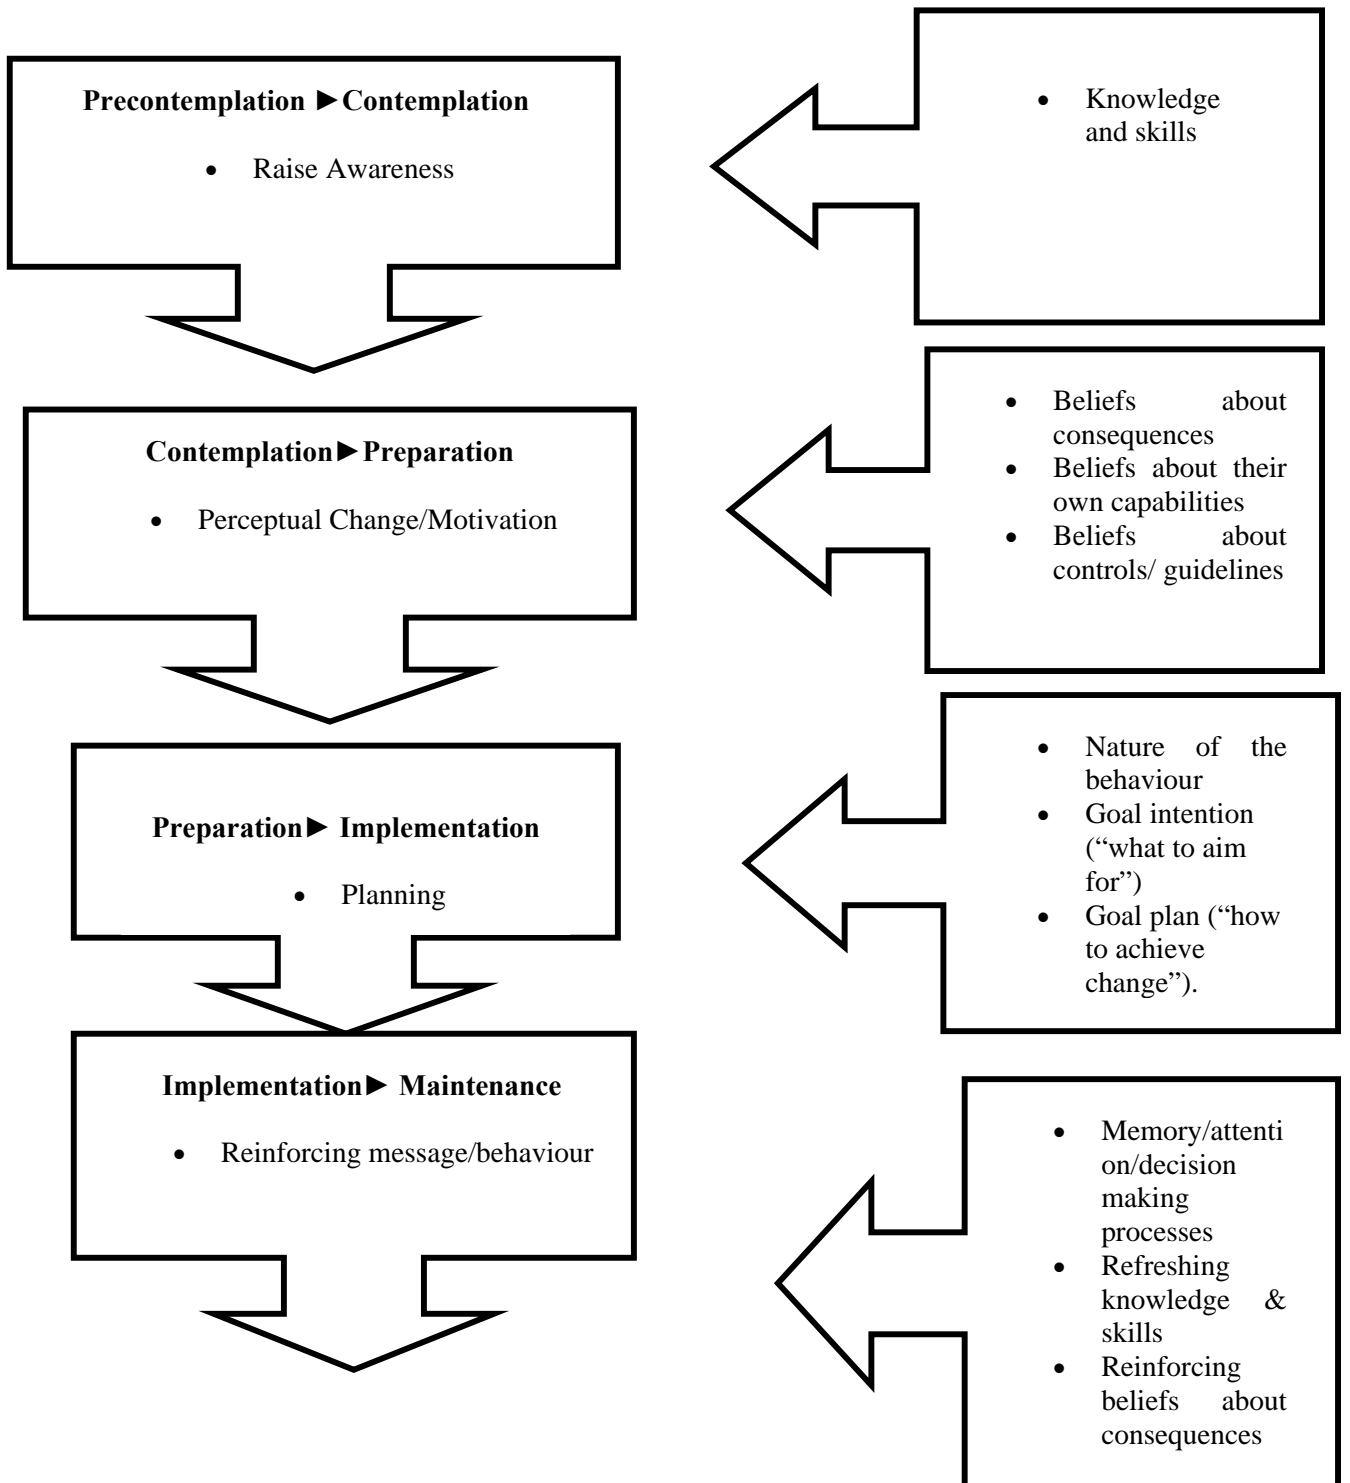 Precontemplation ►Contemplation
• Raise Awareness
• Knowledge
and skills
Contemplation►Preparation
• Perceptual Change/Motivation
• Beliefs about
consequences
• Beliefs about their
own capabilities
• Beliefs about
controls/ guidelines
Preparation► Implementation
• Planning
• Nature of the
behaviour
• Goal intention
(“what to aim
for”)
• Goal plan (“how
to achieve
change”).
Implementation► Maintenance
• Reinforcing message/behaviour
• Memory/attenti
on/decision
making
processes
• Refreshing
knowledge &
skills
• Reinforcing
beliefs about
consequences